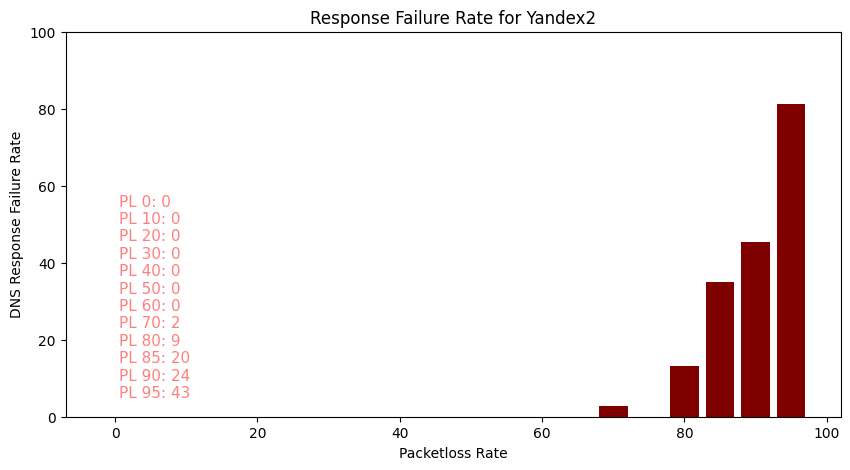 Response Failure Rate for Yandex2
100
80
60
40
20
0
DNS Response Failure Rate
PL 0: 0
PL 10: 0
PL 20: 0
PL 30: 0
PL 40: 0
PL 50: 0
PL 60: 0
PL 70: 2
PL 80: 9
PL 85: 20
PL 90: 24
PL 95: 43
0 20 40 60 80 100
Packetloss Rate